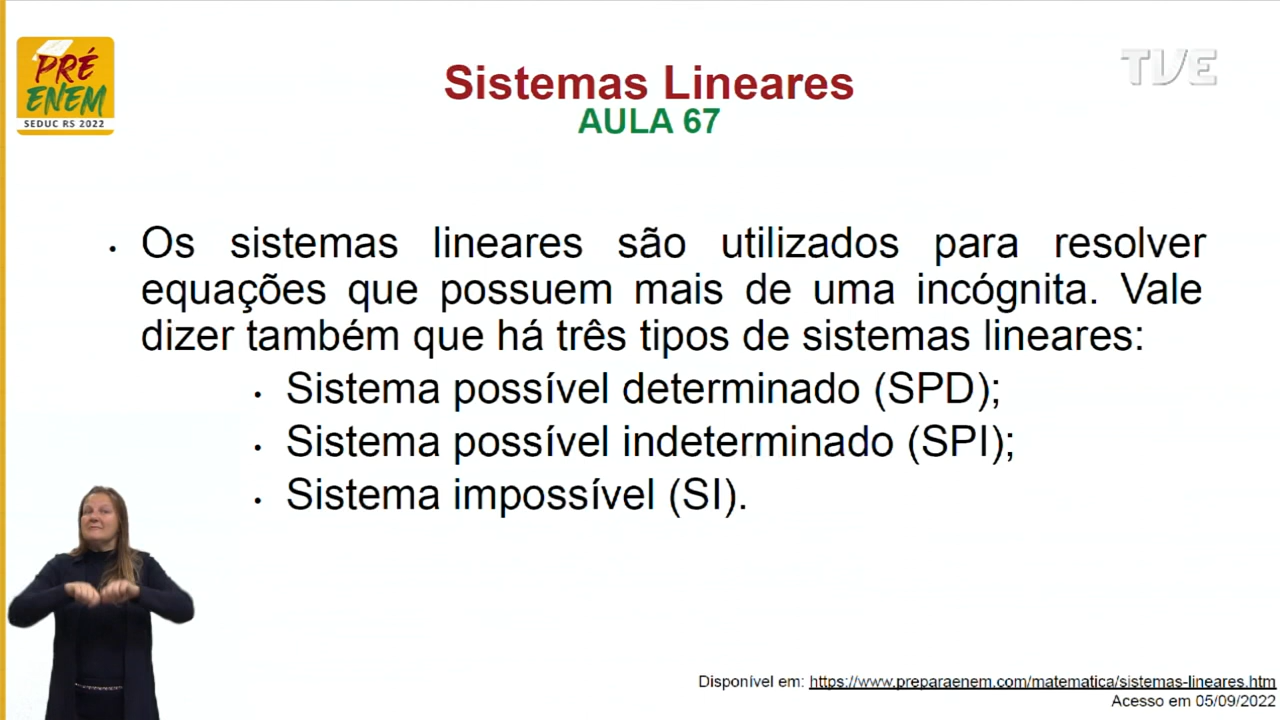 PRÉ
ENEM
SEDUC RS 2022
TVE
Sistemas Lineares
AULA 67
• Os sistemas lineares são utilizados para resolver
equações que possuem mais de uma incógnita. Vale
dizer também que há três tipos de sistemas lineares:
• Sistema possível determinado (SPD);
• Sistema possível indeterminado (SPI);
• Sistema impossível (SI).
Disponível em: https://www.preparaenem.com/matematica/sistemas-lineares.htm
Acesso em 05/09/2022